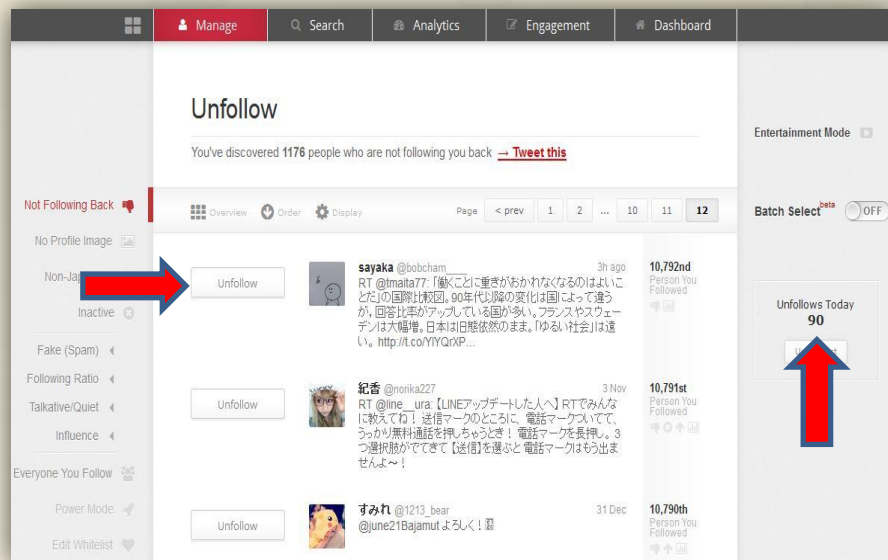 Manage Search Analytics Engagement Dashboard
Unfollow
You've discovered 1176 people who are not following you back → Tweet this
Entertainment Mode
Not Following Back
Overview Order Display Page < prev 1 2 ... 10 11 12
Batch Select beta OFF
No Profile Image
sayaka @bobcham____ 3h ago 10,792nd
Unfollow
RT @tmaita77:「働くことに重きがおかれなくなるのはよいこ
Person You
とだ」の国際比較図。90年代以降の変化は国によって違う
Followed
が,回答比率がアップしている国が多い。フランスやスウェー
デンは大幅増。日本は旧態依然のまま。「ゆるい社会」は遠
い。 http://t.co/YlYQrXP...
Inactive
Unfollows Today
90
Fake (Spam)
Following Ratio
Talkative/Quiet
Influence
紀香 @norika227 3 Nov 10,791st
Unfollow
RT @line__ura:【LINEアップデートした人へ】RTでみんな
Person You
に教えてね! 送信マークのところに、電話マークついてて、
Followed
うっかり無料通話を押しちゃうとき! 電話マークを長押し。3
つ選択肢がでてきて【送信】を選ぶと電話マークはもう出ま
せんよ~!
Everyone You Follow
Power Mode
Edit Whitelist
すみれ @1213_bear 31 Dec 10,790th
Unfollow
@june21Bajamut よろしく!
Person You
Followed